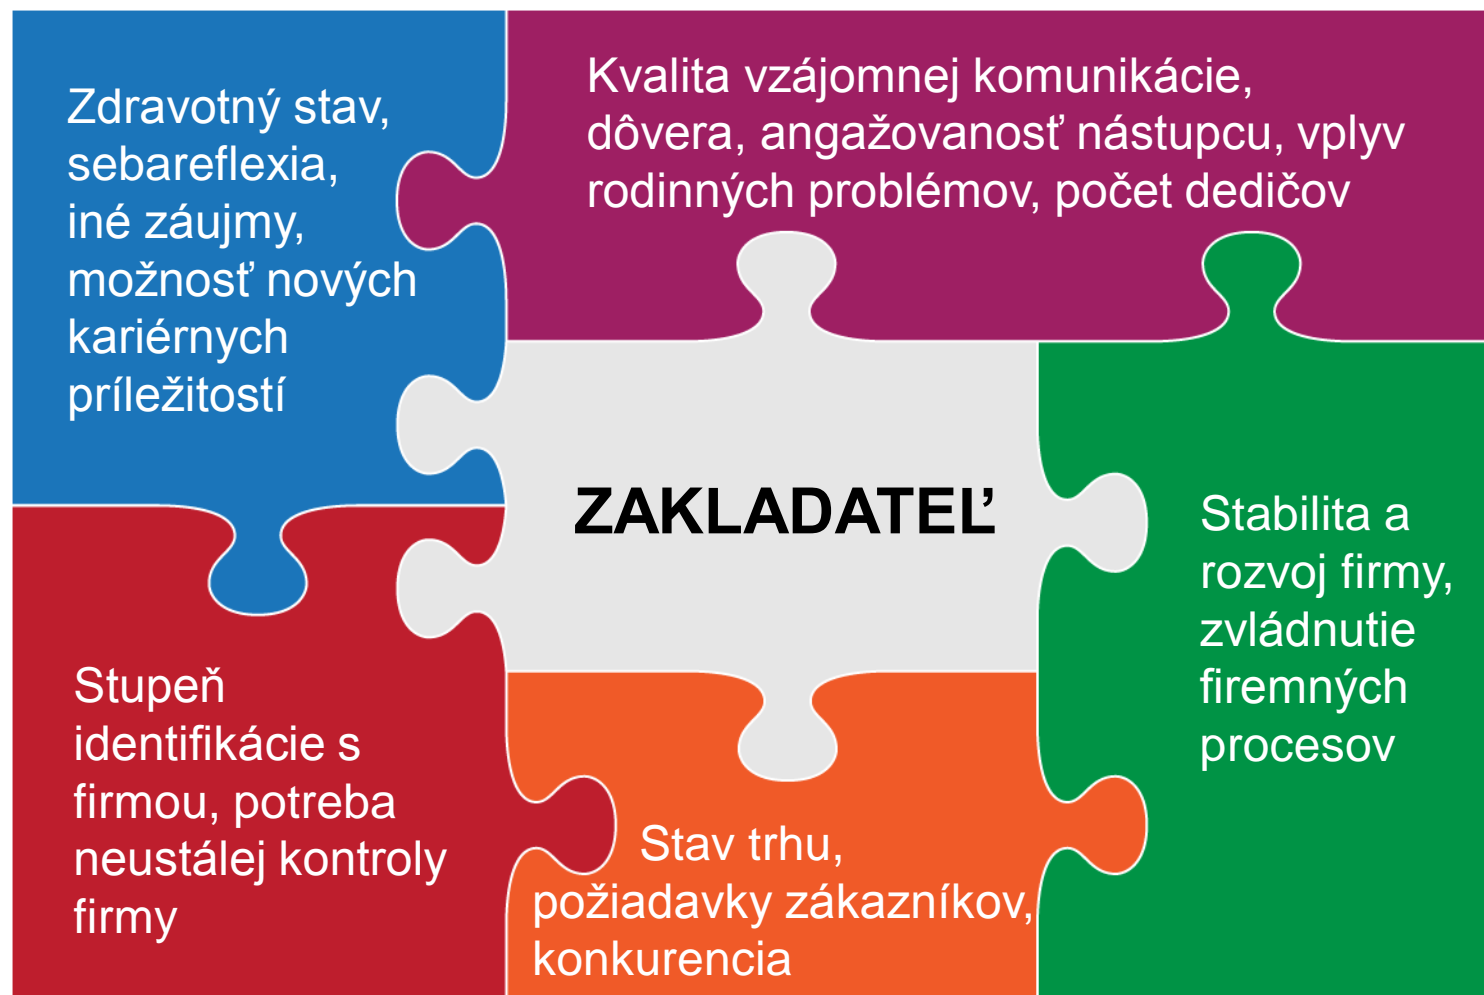 Zdravotný stav,
sebareflexia,
iné záujmy,
možnosť nových
kariérnych
príležitostí
Kvalita vzájomnej komunikácie,
dôvera, angažovanosť nástupcu, vplyv
rodinných problémov, počet dedičov
ZAKLADATEĽ
Stabilita a
rozvoj firmy,
zvládnutie
firemných
procesov
Stupeň
identifikácie s
firmou, potreba
neustálej kontroly
firmy
Stav trhu,
požiadavky zákazníkov,
konkurencia